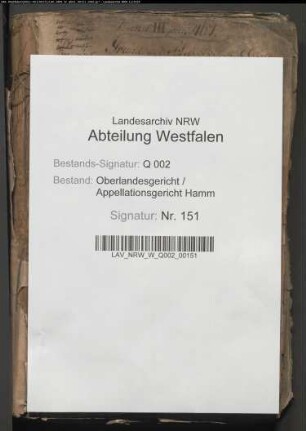 Landesarchiv NRW
Abteilung Westfalen
Bestands-Signatur: Q 002
Bestand: Oberlandesgericht /
Appellationsgericht Hamm
Signatur: Nr. 151
LAV_NRW_W_Q002_00151